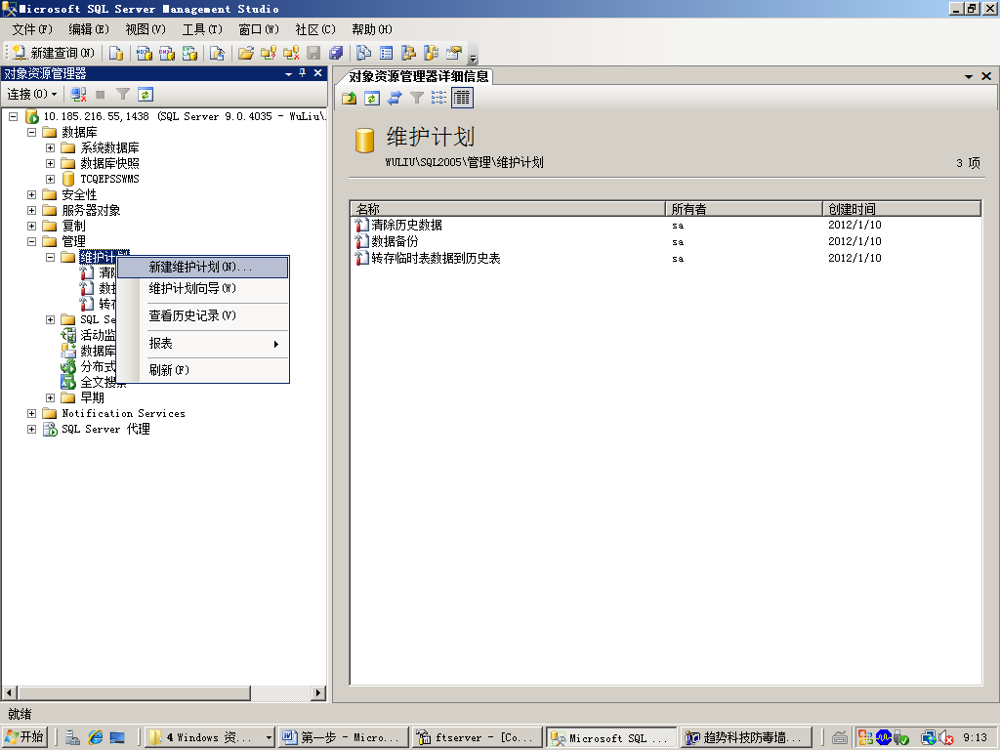 Microsoft SQL Server Management Studio
文件(F) 编辑(E) 视图(V) 工具(T) 窗口(W) 社区(C) 帮助(H)
新建查询(N)
对象资源管理器
连接(O)
10.185.216.55,1438 (SQL Server 9.0.4035 - WuLiu\
数据库
系统数据库
数据库快照
TCQEPSSWMS
安全性
服务器对象
复制
管理
维护计划
清除
数据
转存
SQL Se
活动监
数据库
分布式
全文搜索
早期
Notification Services
SQL Server 代理
新建维护计划(N)...
维护计划向导(W)
查看历史记录(V)
报表
刷新(F)
对象资源管理器详细信息
维护计划
WULIU\SQL2005\管理\维护计划
3 项
名称 所有者 创建时间
清除历史数据 sa 2012/1/10
数据备份 sa 2012/1/10
转存临时表数据到历史表 sa 2012/1/10
就绪
开始 4 Windows 资... 第一步 - Micro... ftserver - [Co... Microsoft SQL ... 趋势科技防毒墙... 9:13